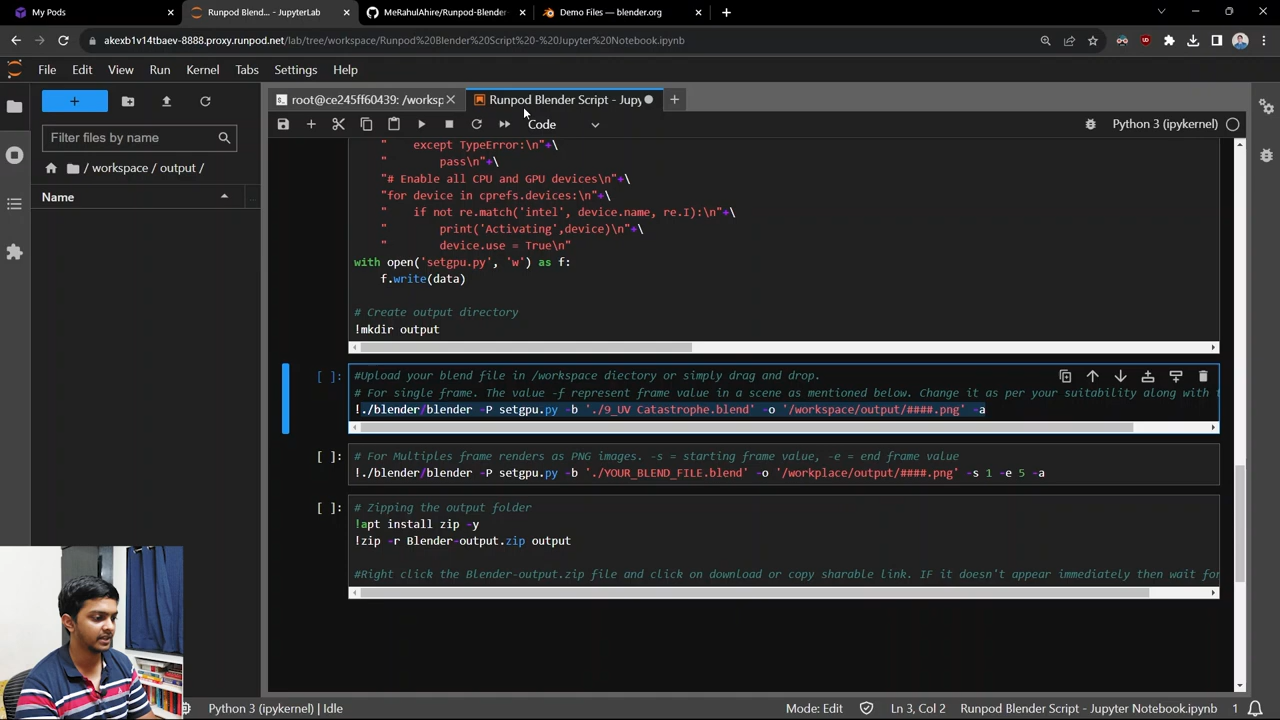 My Pods
Runpod Blend... - JupyterLab
MeRahulAhire/Runpod-Blender
Demo Files — blender.org
akexb1v14tbaev-8888.proxy.runpod.net/lab/tree/workspace/Runpod%20Blender%20Script%20-%20Jupyter%20Notebook.ipynb
File Edit View Run Kernel Tabs Settings Help
root@ce245ff60439: /worksp
Runpod Blender Script - Jupy
Code
Python 3 (ipykernel)
Filter files by name
/ workspace / output /
Name
"    except TypeError:\n"+\
"        pass\n"+\
"# Enable all CPU and GPU devices\n"+\
"for device in cprefs.devices:\n"+\
"    if not re.match('intel', device.name, re.I):\n"+\
"        print('Activating',device)\n"+\
"        device.use = True\n"
with open('setgpu.py', 'w') as f:
    f.write(data)
# Create output directory
!mkdir output
[ ]:
#Upload your blend file in /workspace diectory or simply drag and drop.
# For single frame. The value -f represent frame value in a scene as mentioned below. Change it as per your suitability along with
!./blender/blender -P setgpu.py -b './9_UV Catastrophe.blend' -o '/workspace/output/####.png' -a
[ ]:
# For Multiples frame renders as PNG images. -s = starting frame value, -e = end frame value
!./blender/blender -P setgpu.py -b './YOUR_BLEND_FILE.blend' -o '/workplace/output/####.png' -s 1 -e 5 -a
[ ]:
# Zipping the output folder
!apt install zip -y
!zip -r Blender-output.zip output
#Right click the Blender-output.zip file and click on download or copy sharable link. IF it doesn't appear immediately then wait for
Python 3 (ipykernel) | Idle
Mode: Edit
Ln 3, Col 2
Runpod Blender Script - Jupyter Notebook.ipynb
1